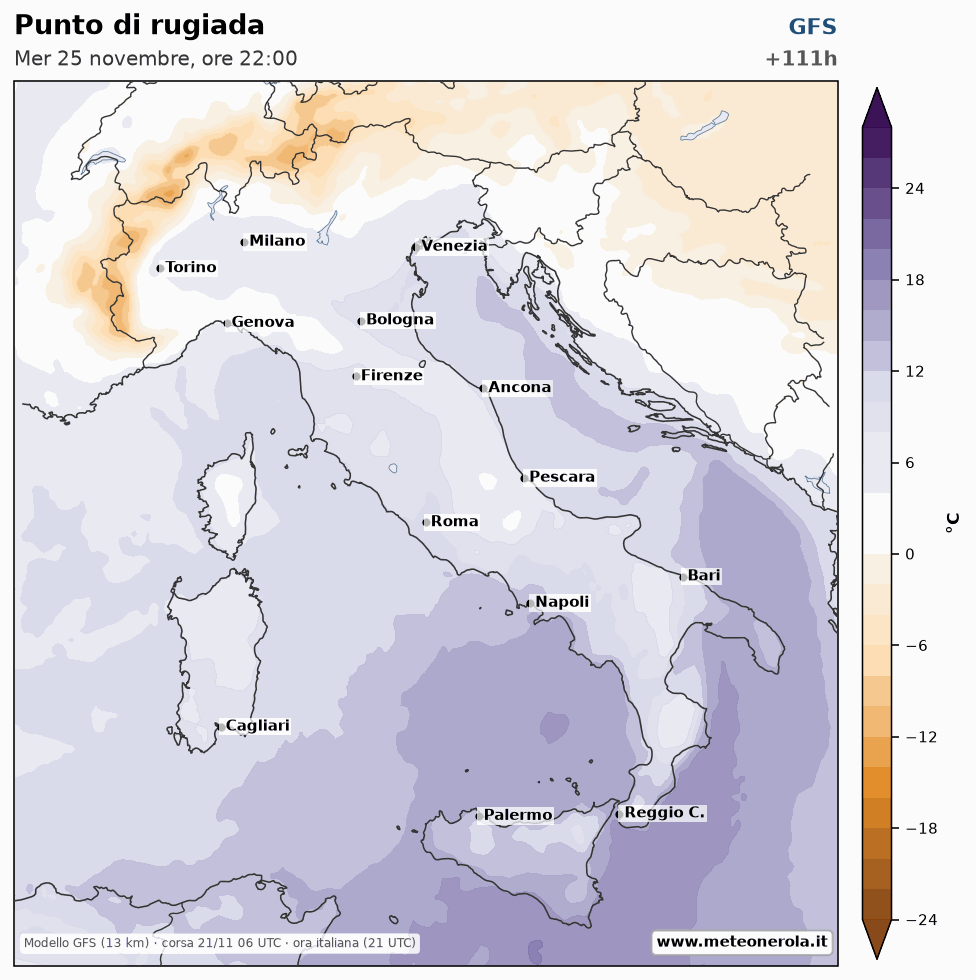 Punto di rugiada
GFS
Mer 25 novembre, ore 22:00
+111h
Milano
Venezia
Torino
Genova
Bologna
Firenze
Ancona
Pescara
Roma
Bari
Napoli
Cagliari
Palermo
Reggio C.
24
18
12
6
0
−6
−12
−18
−24
°C
Modello GFS (13 km) · corsa 21/11 06 UTC · ora italiana (21 UTC)
www.meteonerola.it